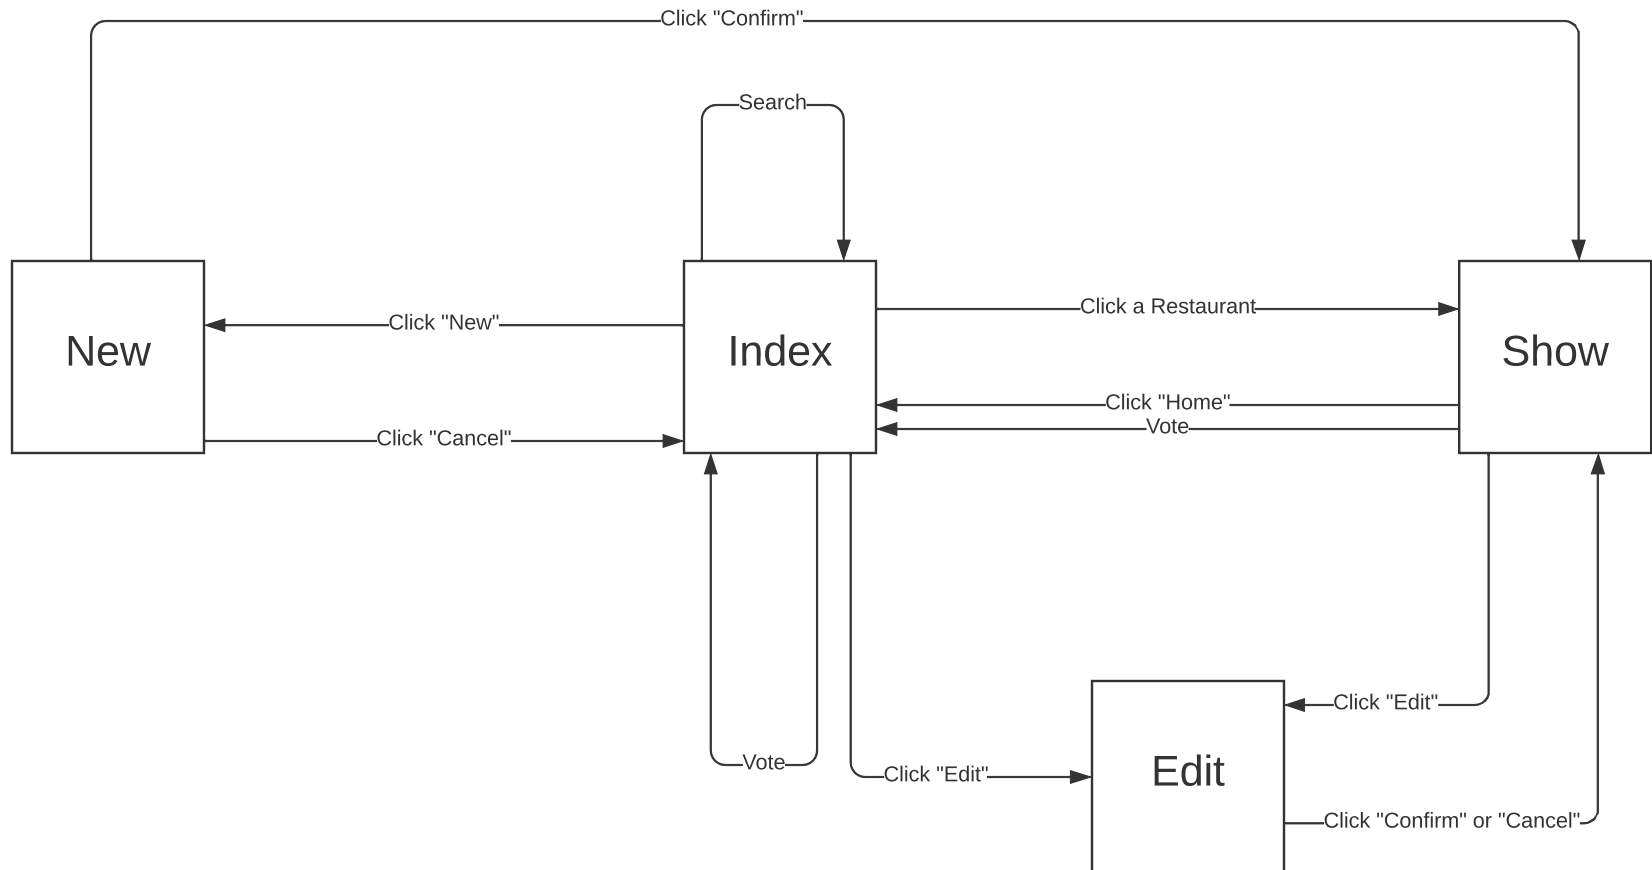 Click "Confirm"
Search
Click "New"
Click a Restaurant
New
Index
Show
Click "Home"
Vote
Click "Cancel"
Click "Edit"
Vote
Click "Edit"
Edit
Click "Confirm" or "Cancel"